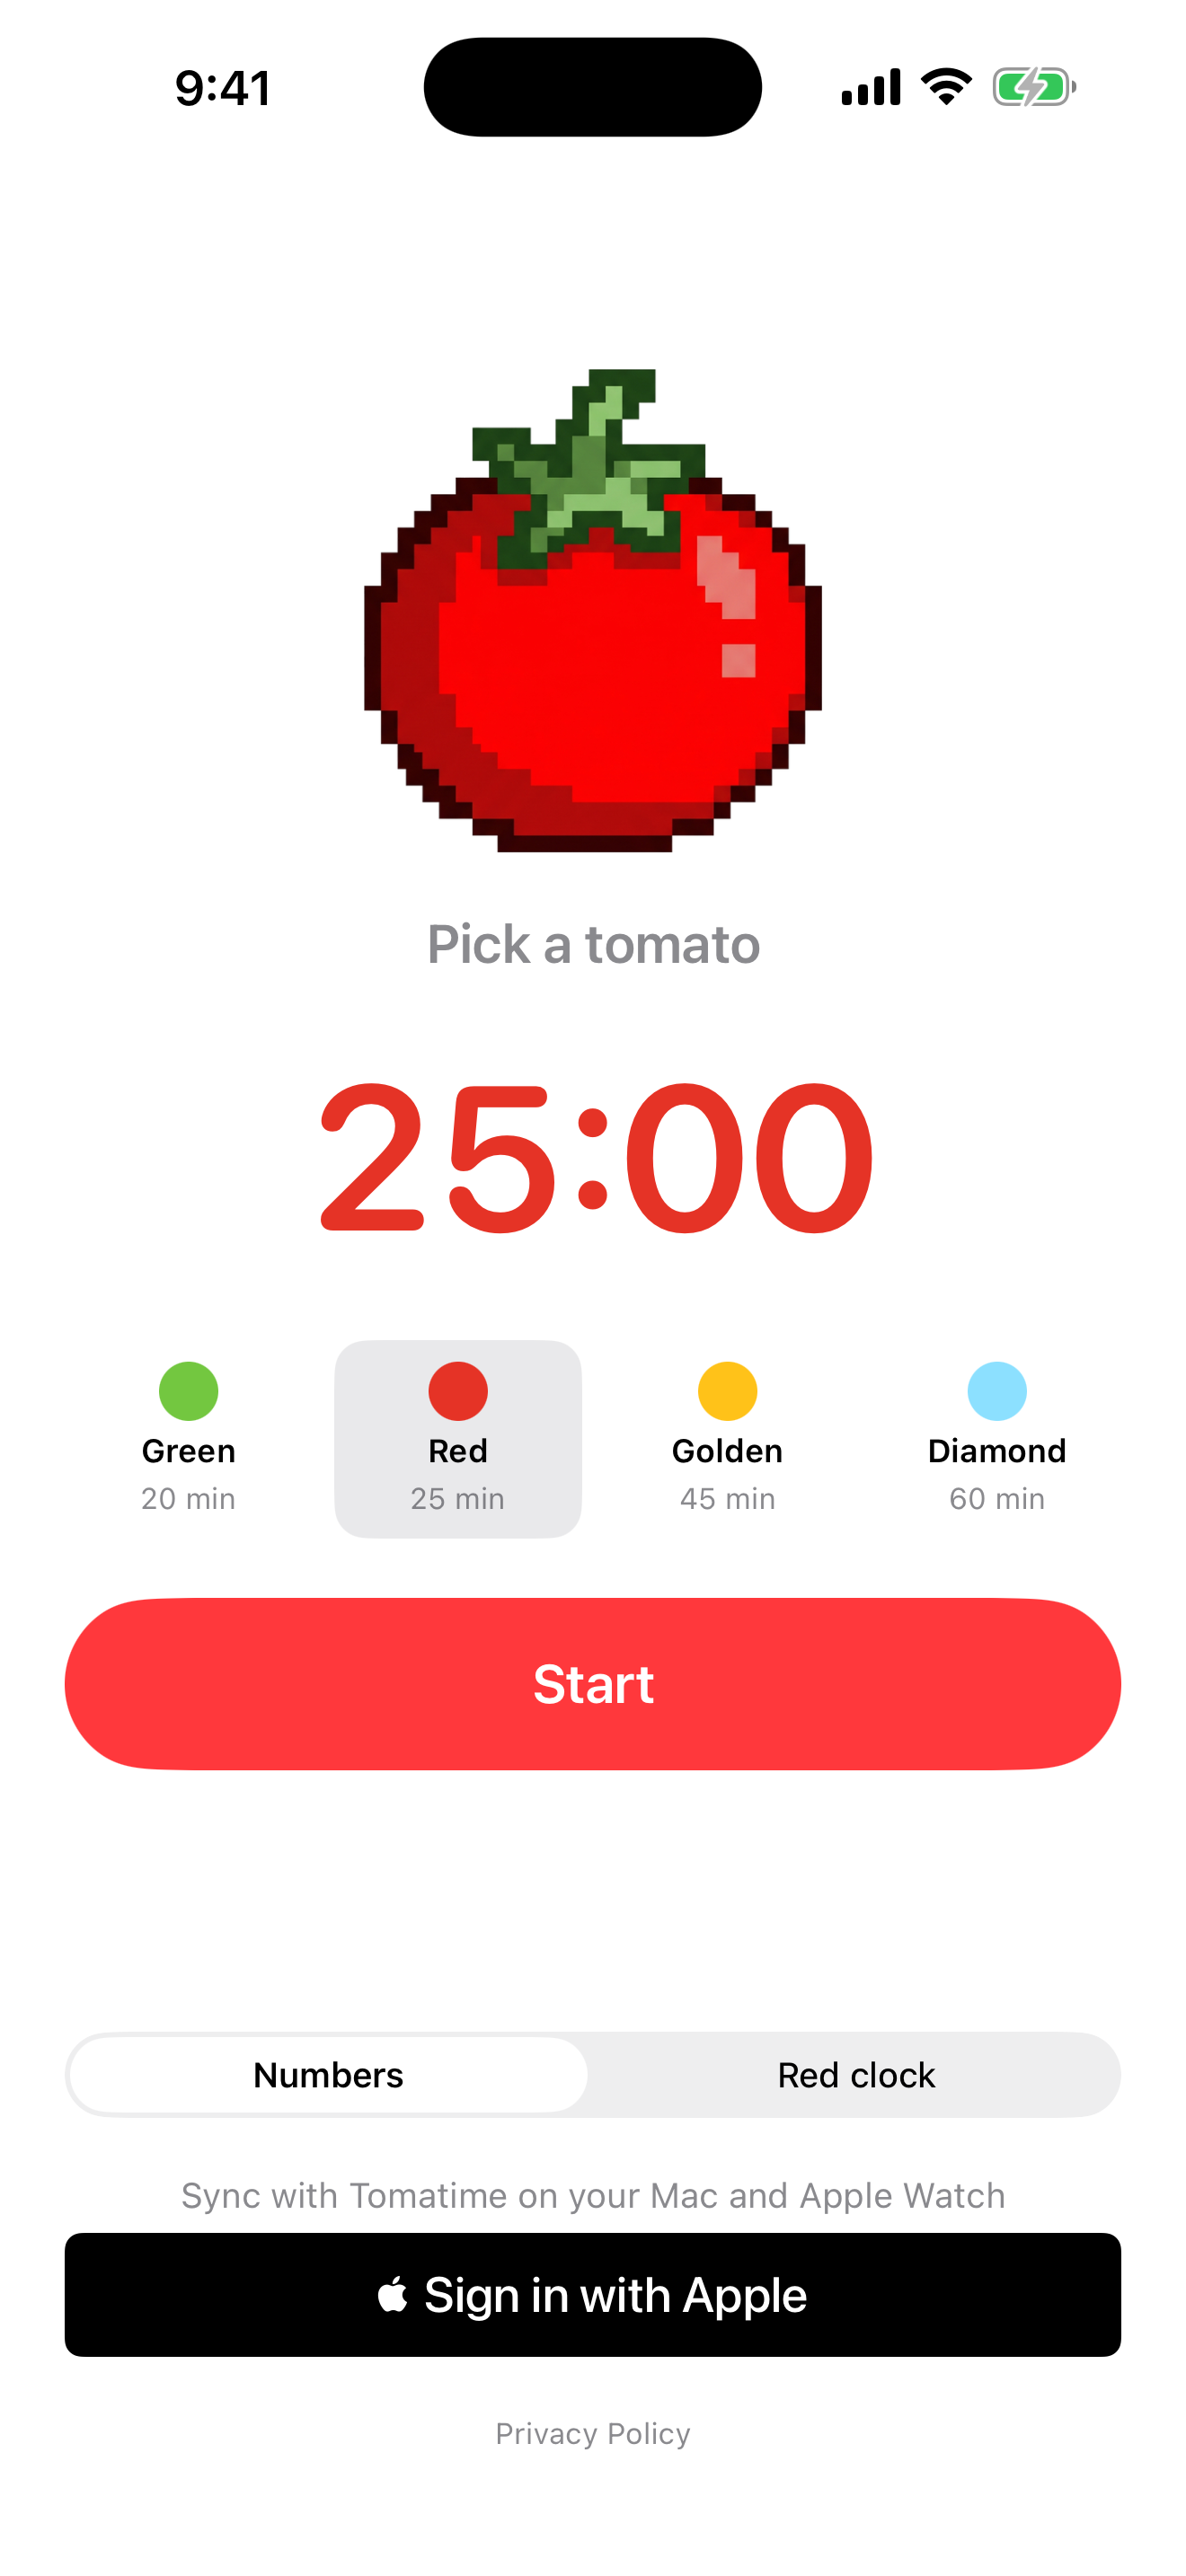 9:41
Pick a tomato
25:00
Green
20 min
Red
25 min
Golden
45 min
Diamond
60 min
Start
Numbers
Red clock
Sync with Tomatime on your Mac and Apple Watch
Sign in with Apple
Privacy Policy